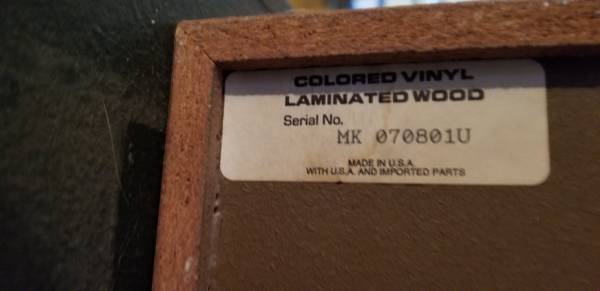 COLORED VINYL
LAMINATED WOOD
Serial No.
MK 070801U
MADE IN U.S.A.
WITH U.S.A. AND IMPORTED PARTS